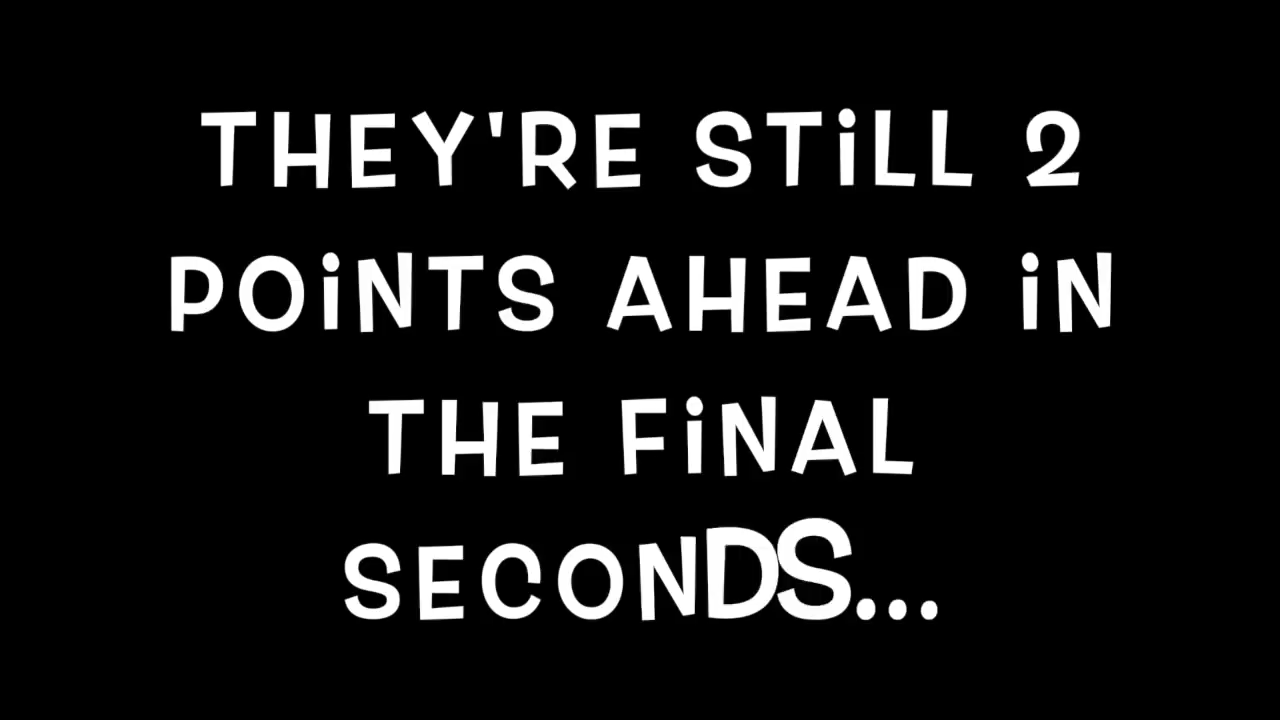 THEY'RE STiLL 2
POiNTS AHEAD iN
THE FiNAL
SECONDS...